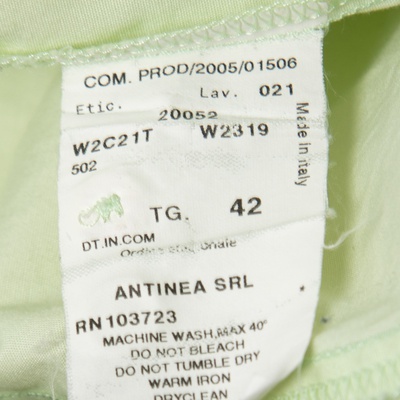 COM. PROD/2005/01506
Etic. Lav. 021
20052
W2C21T W2319
502
Made in italy
TG. 42
DT.IN.COM
ANTINEA SRL
RN103723
MACHINE WASH,MAX 40°
DO NOT BLEACH
DO NOT TUMBLE DRY
WARM IRON
DRYCLEAN